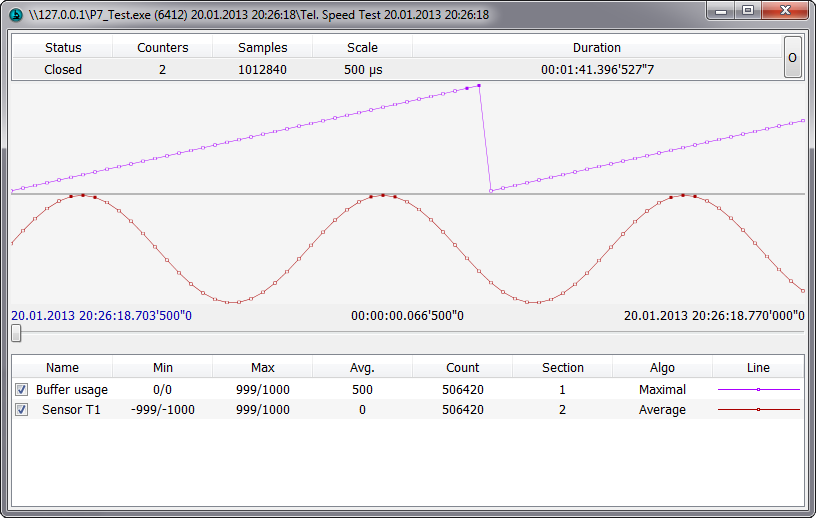 \\127.0.0.1\P7_Test.exe (6412) 20.01.2013 20:26:18\Tel. Speed Test 20.01.2013 20:26:18
Status Counters Samples Scale Duration
Closed 2 1012840 500 µs 00:01:41.396'527"7 O
20.01.2013 20:26:18.703'500"0 00:00:00.066'500"0 20.01.2013 20:26:18.770'000"0
Name Min Max Avg. Count Section Algo Line
Buffer usage 0/0 999/1000 500 506420 1 Maximal
Sensor T1 -999/-1000 999/1000 0 506420 2 Average